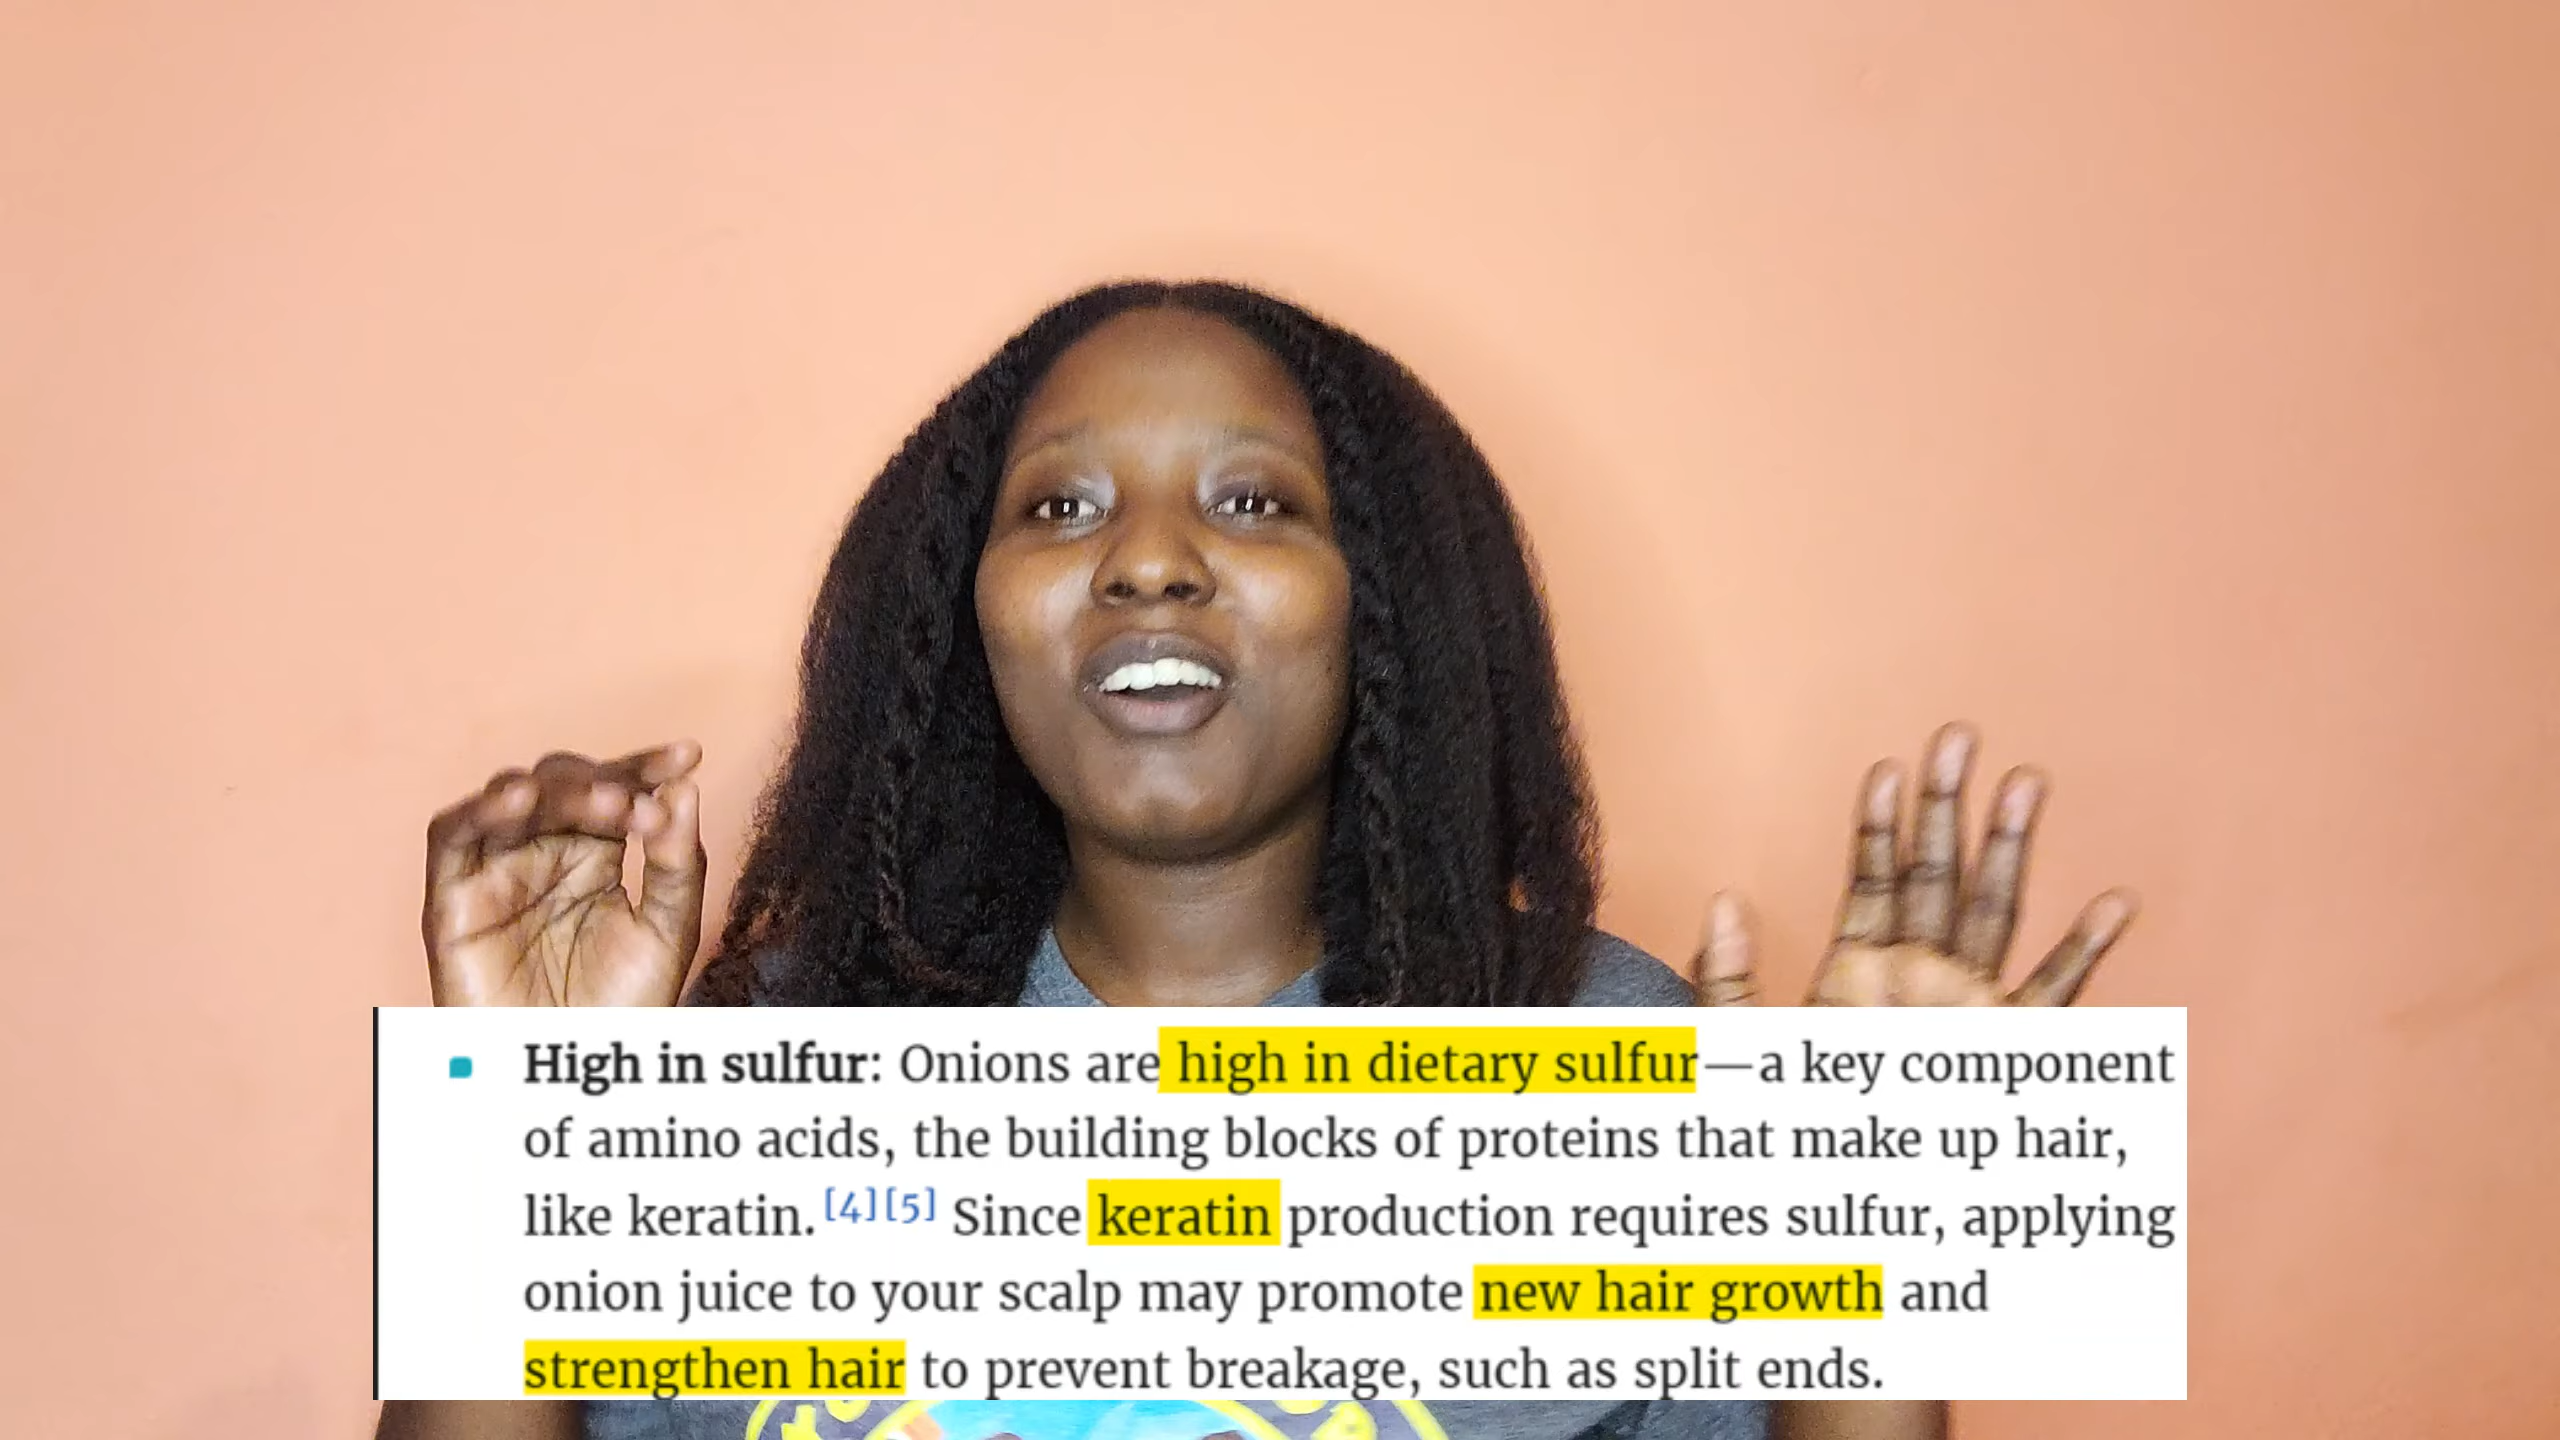 High in sulfur: Onions are high in dietary sulfur—a key component
of amino acids, the building blocks of proteins that make up hair,
like keratin.[4][5] Since keratin production requires sulfur, applying
onion juice to your scalp may promote new hair growth and
strengthen hair to prevent breakage, such as split ends.